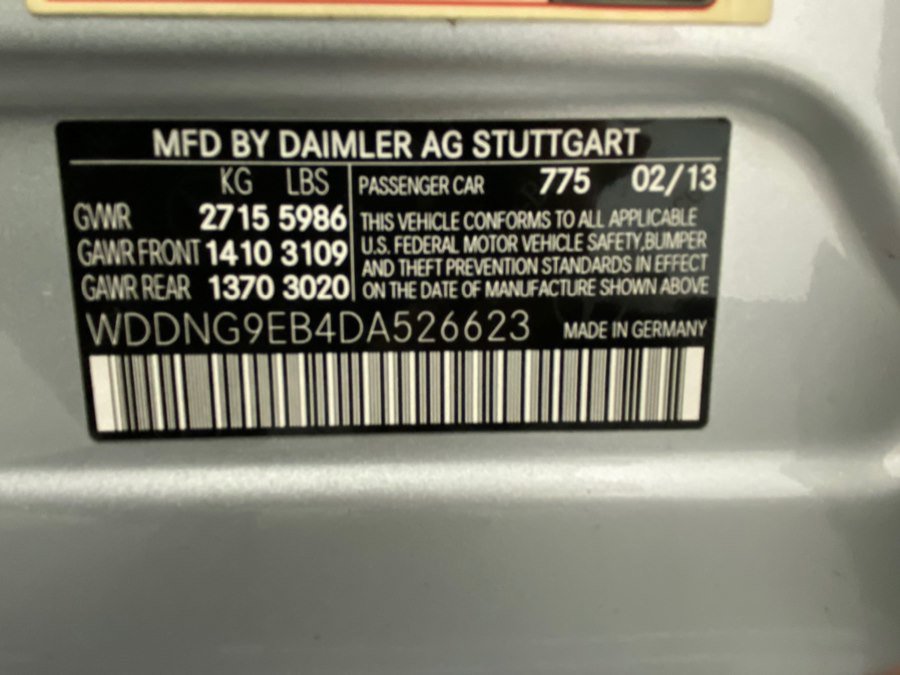 MFD BY DAIMLER AG STUTTGART
KG LBS
GVWR 2715 5986
GAWR FRONT 1410 3109
GAWR REAR 1370 3020
PASSENGER CAR 775 02/13
THIS VEHICLE CONFORMS TO ALL APPLICABLE
U.S. FEDERAL MOTOR VEHICLE SAFETY,BUMPER
AND THEFT PREVENTION STANDARDS IN EFFECT
ON THE DATE OF MANUFACTURE SHOWN ABOVE
WDDNG9EB4DA526623 MADE IN GERMANY